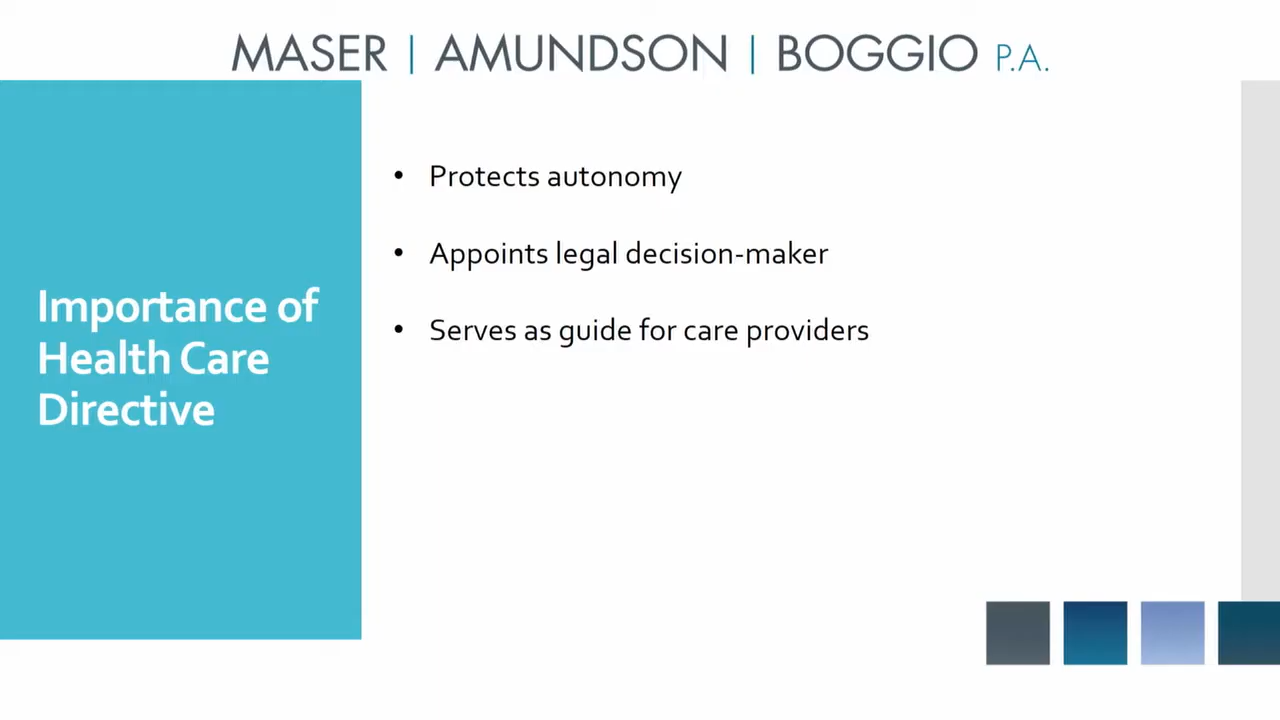 MASER | AMUNDSON | BOGGIO P.A.
Importance of
Health Care
Directive
• Protects autonomy
• Appoints legal decision-maker
• Serves as guide for care providers